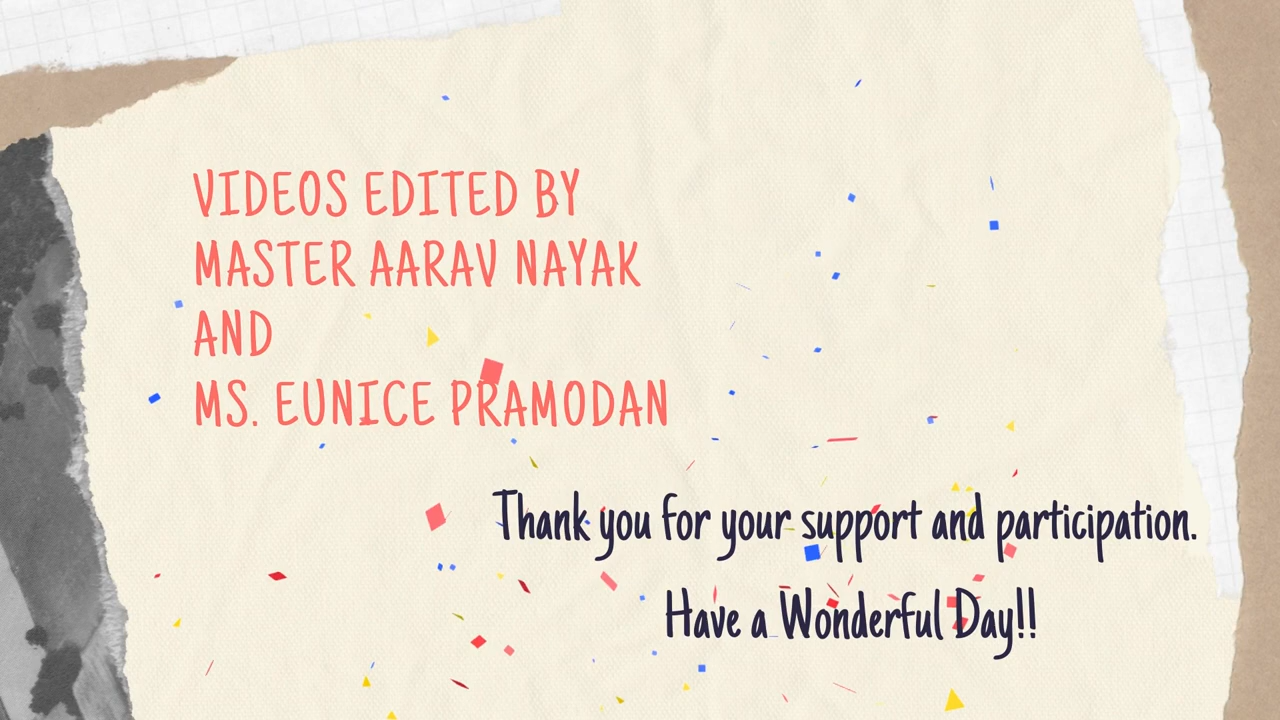 VIDEOS EDITED BY
MASTER AARAV NAYAK
AND
MS. EUNICE PRAMODAN
Thank you for your support and participation.
Have a Wonderful Day!!